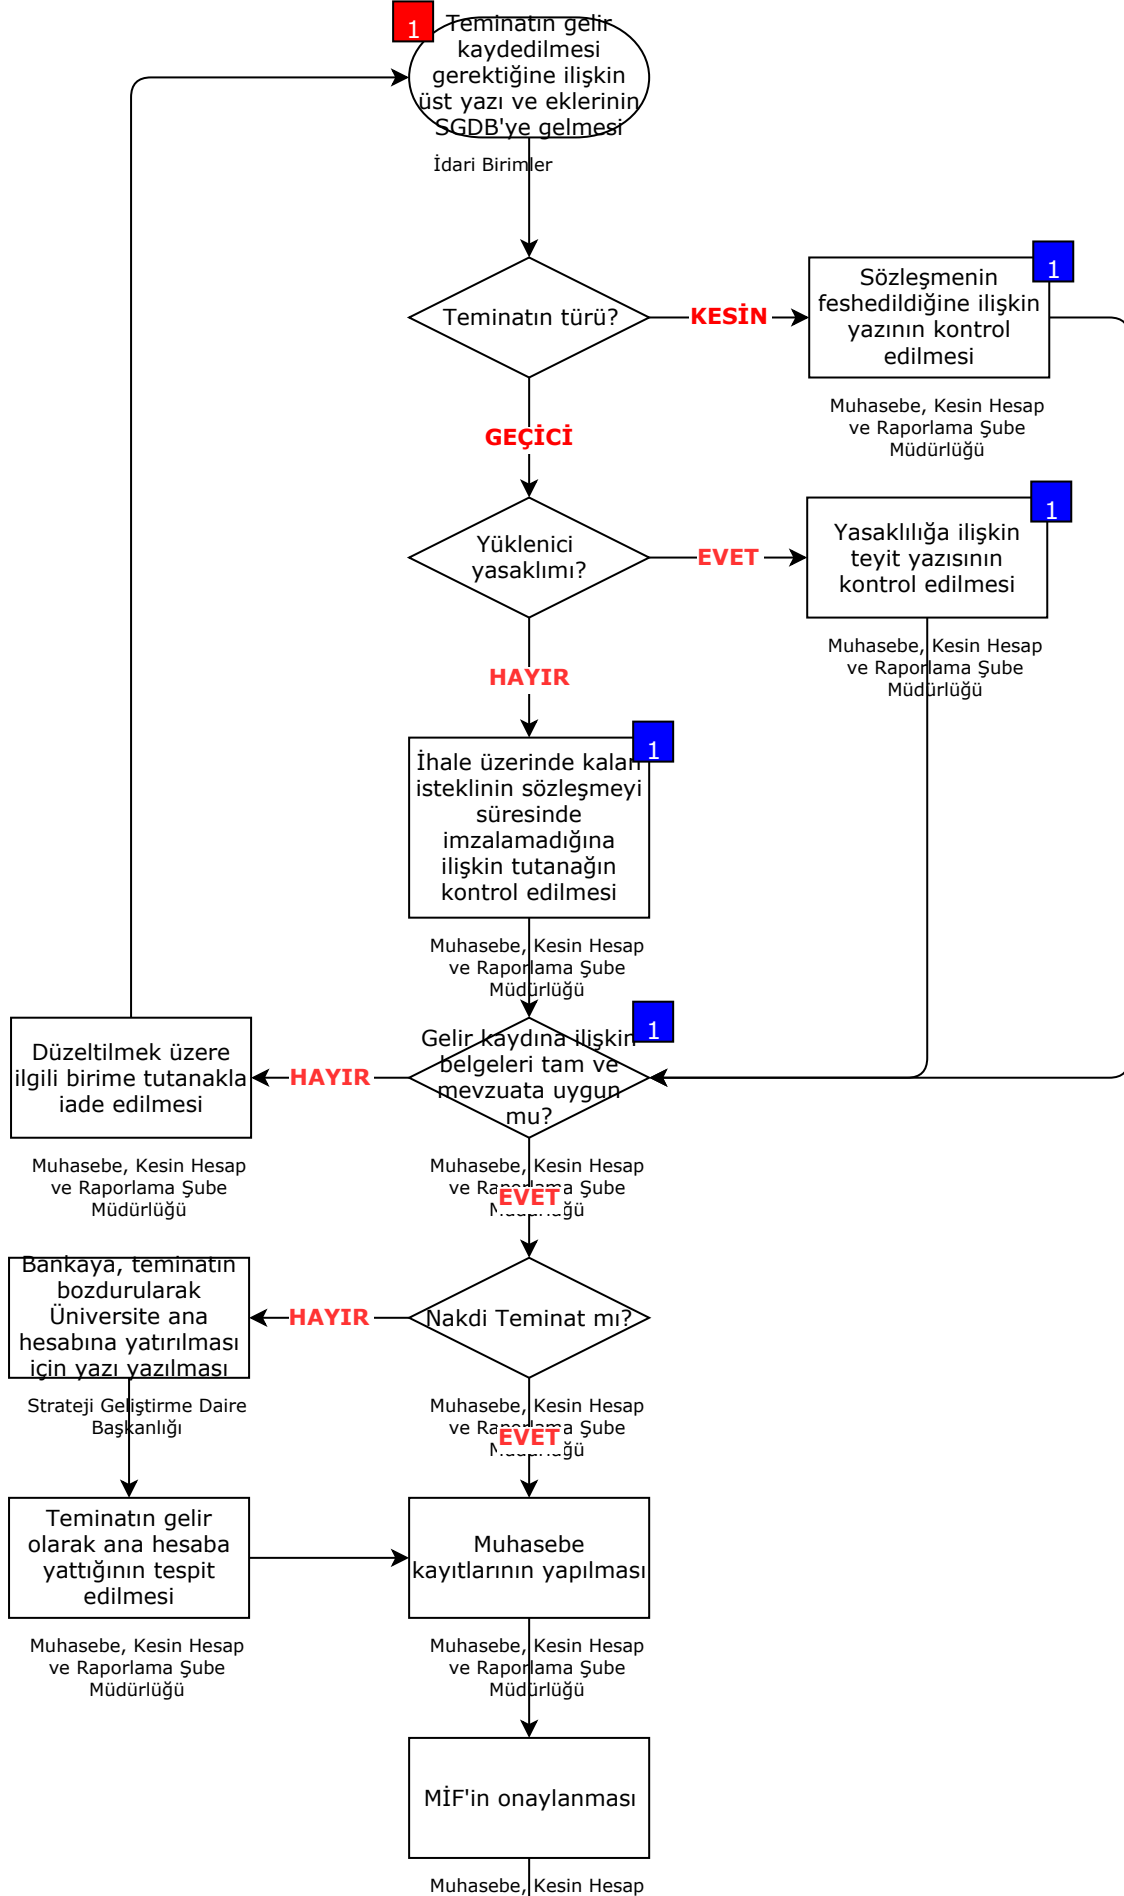 1
Teminatın gelir
kaydedilmesi
gerektiğine ilişkin
üst yazı ve eklerinin
SGDB'ye gelmesi
İdari Birimler
Teminatın türü?
KESİN
1
Sözleşmenin
feshedildiğine ilişkin
yazının kontrol
edilmesi
Muhasebe, Kesin Hesap
ve Raporlama Şube
Müdürlüğü
GEÇİCİ
Yüklenici
yasaklımı?
EVET
1
Yasaklılığa ilişkin
teyit yazısının
kontrol edilmesi
Muhasebe, Kesin Hesap
ve Raporlama Şube
Müdürlüğü
HAYIR
1
İhale üzerinde kalan
isteklinin sözleşmeyi
süresinde
imzalamadığına
ilişkin tutanağın
kontrol edilmesi
Muhasebe, Kesin Hesap
ve Raporlama Şube
Müdürlüğü
1
Gelir kaydına ilişkin
belgeleri tam ve
mevzuata uygun
mu?
HAYIR
Düzeltilmek üzere
ilgili birime tutanakla
iade edilmesi
Muhasebe, Kesin Hesap
ve Raporlama Şube
Müdürlüğü
Muhasebe, Kesin Hesap
ve Raporlama Şube
Müdürlüğü
EVET
Nakdi Teminat mı?
HAYIR
Bankaya, teminatın
bozdurularak
Üniversite ana
hesabına yatırılması
için yazı yazılması
Strateji Geliştirme Daire
Başkanlığı
Muhasebe, Kesin Hesap
ve Raporlama Şube
Müdürlüğü
EVET
Teminatın gelir
olarak ana hesaba
yattığının tespit
edilmesi
Muhasebe, Kesin Hesap
ve Raporlama Şube
Müdürlüğü
Muhasebe
kayıtlarının yapılması
Muhasebe, Kesin Hesap
ve Raporlama Şube
Müdürlüğü
MİF'in onaylanması
Muhasebe, Kesin Hesap